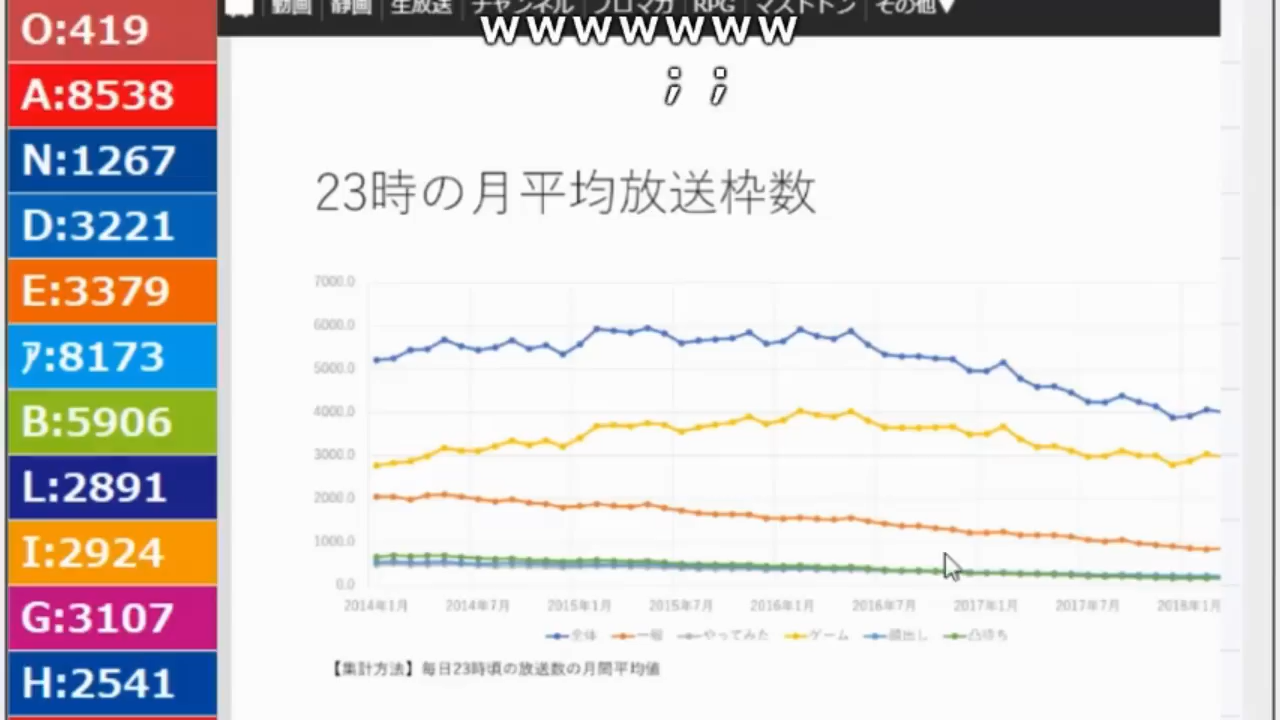 動画 静画 生放送 チャンネル ブロマガ RPG マストドン その他▼
wwwwwwww
; ;
O:419
A:8538
N:1267
D:3221
E:3379
ｱ:8173
B:5906
L:2891
I:2924
G:3107
H:2541
23時の月平均放送枠数
7000.0
6000.0
5000.0
4000.0
3000.0
2000.0
1000.0
0.0
2014年1月 2014年7月 2015年1月 2015年7月 2016年1月 2016年7月 2017年1月 2017年7月 2018年1月
全体 一般 やってみた ゲーム 顔出し 凸待ち
【集計方法】毎日23時頃の放送数の月間平均値